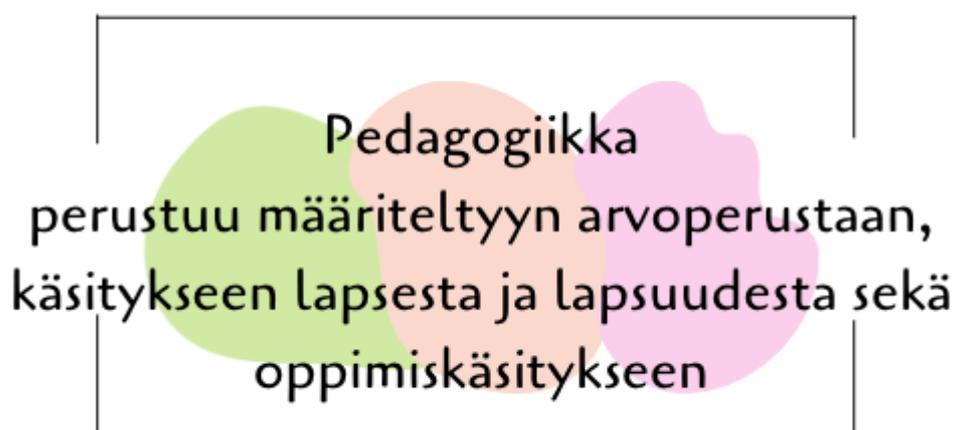 Pedagogiikka
perustuu määriteltyyn arvoperustaan,
käsitykseen lapsesta ja lapsuudesta sekä
oppimiskäsitykseen